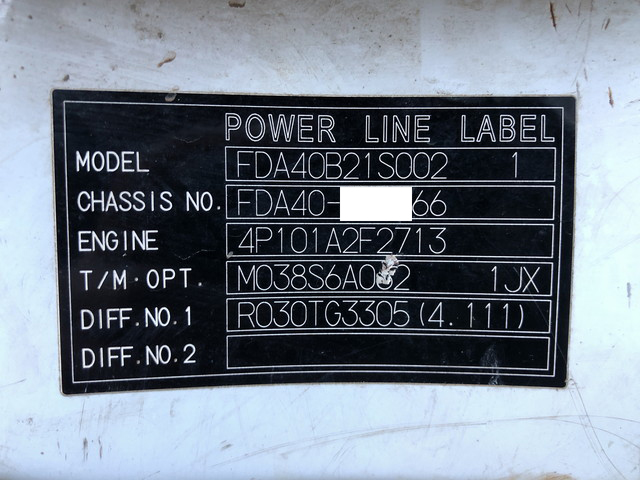 POWER LINE LABEL
MODEL FDA40B21S002 1
CHASSIS NO. FDA40- 66
ENGINE 4P101A2F2713
T/M·OPT. 1JX
DIFF.NO.1 R030TG3305(4.111)
DIFF.NO.2